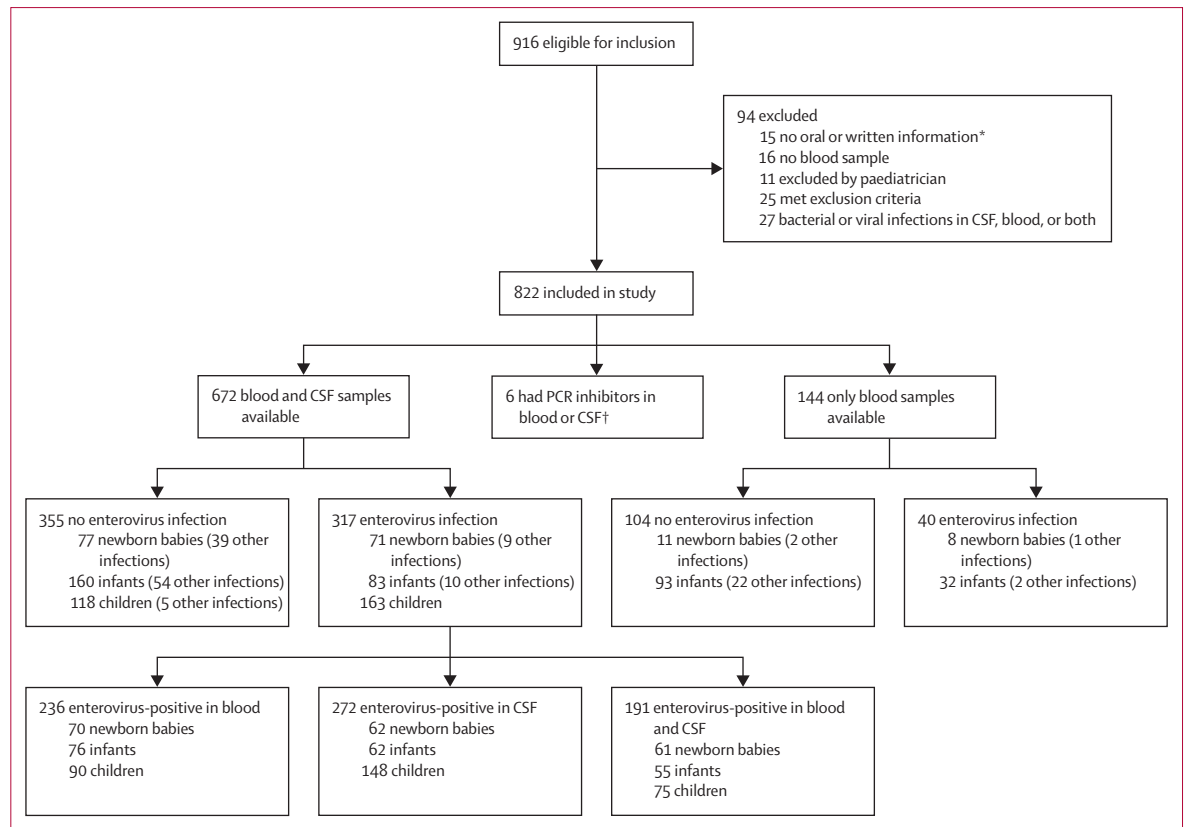 916 eligible for inclusion
94 excluded
15 no oral or written information*
16 no blood sample
11 excluded by paediatrician
25 met exclusion criteria
27 bacterial or viral infections in CSF, blood, or both
822 included in study
672 blood and CSF samples
available
6 had PCR inhibitors in
blood or CSF†
144 only blood samples
available
355 no enterovirus infection
77 newborn babies (39 other
infections)
160 infants (54 other infections)
118 children (5 other infections)
317 enterovirus infection
71 newborn babies (9 other
infections)
83 infants (10 other infections)
163 children
104 no enterovirus infection
11 newborn babies (2 other
infections)
93 infants (22 other infections)
40 enterovirus infection
8 newborn babies (1 other
infections)
32 infants (2 other infections)
236 enterovirus-positive in blood
70 newborn babies
76 infants
90 children
272 enterovirus-positive in CSF
62 newborn babies
62 infants
148 children
191 enterovirus-positive in blood
and CSF
61 newborn babies
55 infants
75 children